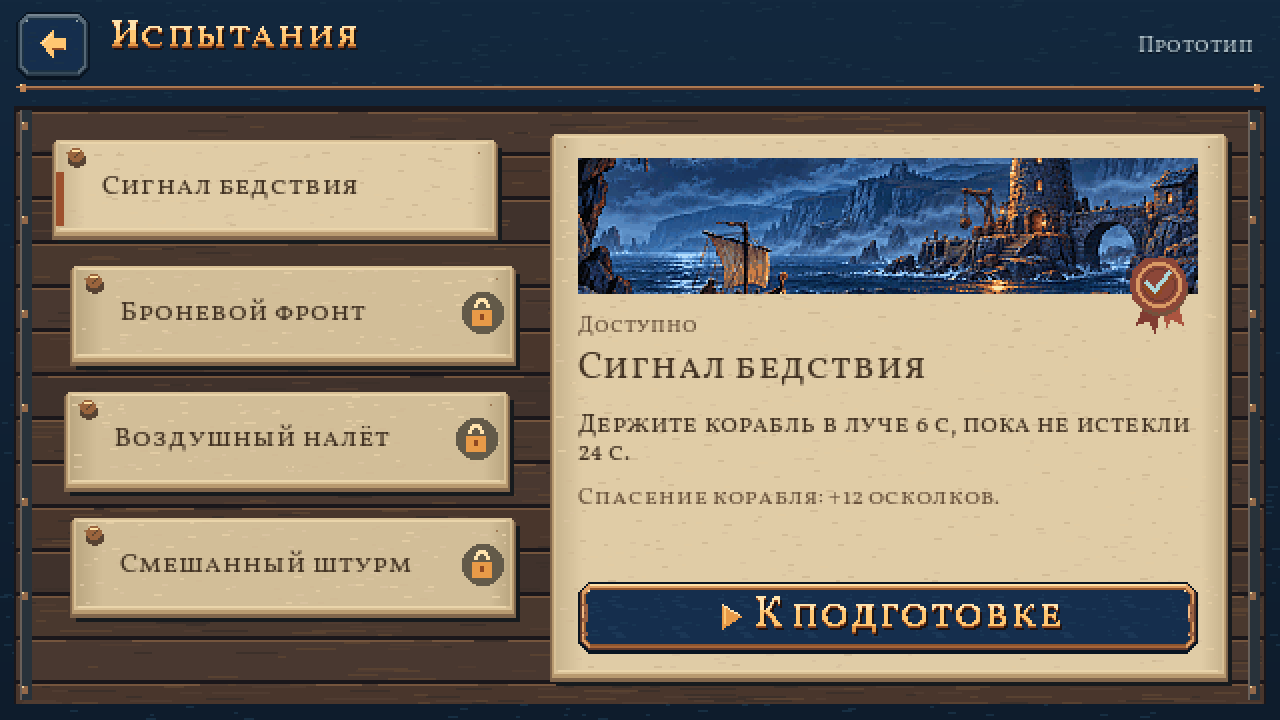 Испытания
Прототип
Сигнал бедствия
Броневой фронт
Воздушный налёт
Смешанный штурм
Доступно
Сигнал бедствия
Держите корабль в луче 6 с, пока не истекли
24 с.
Спасение корабля: +12 осколков.
К подготовке